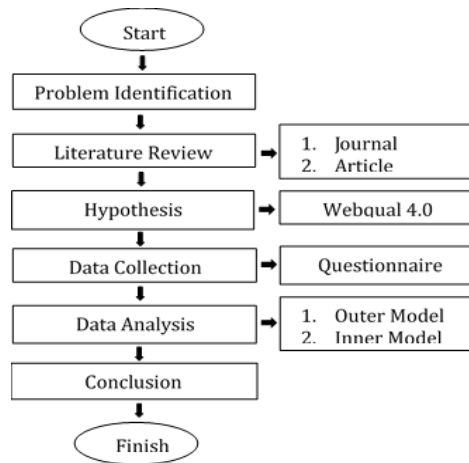 Start
Problem Identification
Literature Review
1. Journal
2. Article
Hypothesis
Webqual 4.0
Data Collection
Questionnaire
Data Analysis
1. Outer Model
2. Inner Model
Conclusion
Finish